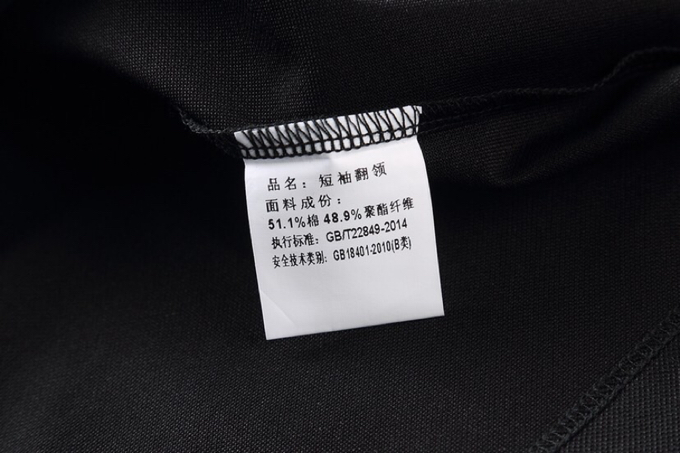 品名：短袖翻领
面料成份：
51.1%棉 48.9%聚酯纤维
执行标准：GB/T22849-2014
安全技术类别：GB18401-2010(B类)